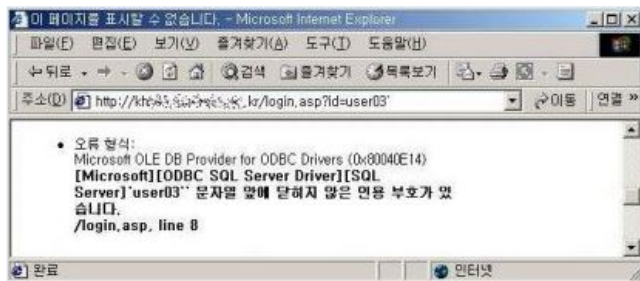 이 페이지를 표시할 수 없습니다. - Microsoft Internet Explorer
파일(F) 편집(E) 보기(V) 즐겨찾기(A) 도구(T) 도움말(H)
뒤로 검색 즐겨찾기 목록보기
주소(D) http:// .kr/login.asp?id=user03' 이동 연결 »
• 오류 형식:
Microsoft OLE DB Provider for ODBC Drivers (0x80040E14)
[Microsoft][ODBC SQL Server Driver][SQL
Server]'user03'' 문자열 앞에 닫히지 않은 인용 부호가 있
습니다.
/login.asp, line 8
완료 인터넷